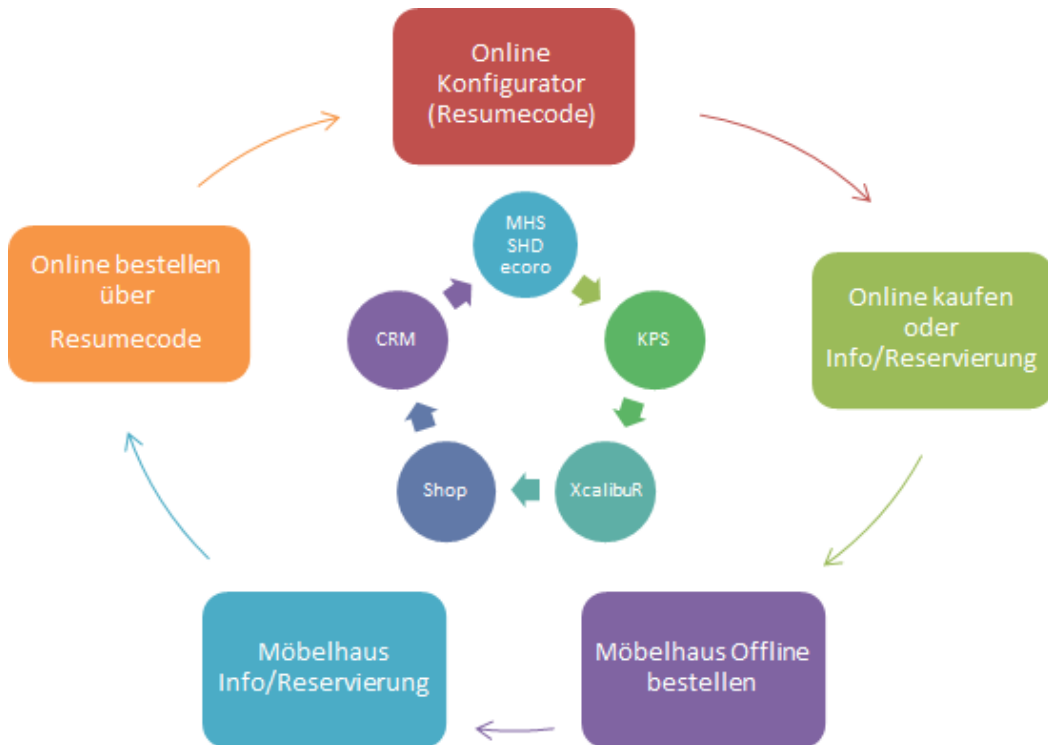 Online
Konfigurator
(Resumecode)
MHS
SHD
ecoro
Online bestellen
über
Resumecode
Online kaufen
oder
Info/Reservierung
CRM
KPS
Shop
XcalibuR
Möbelhaus
Info/Reservierung
Möbelhaus Offline
bestellen